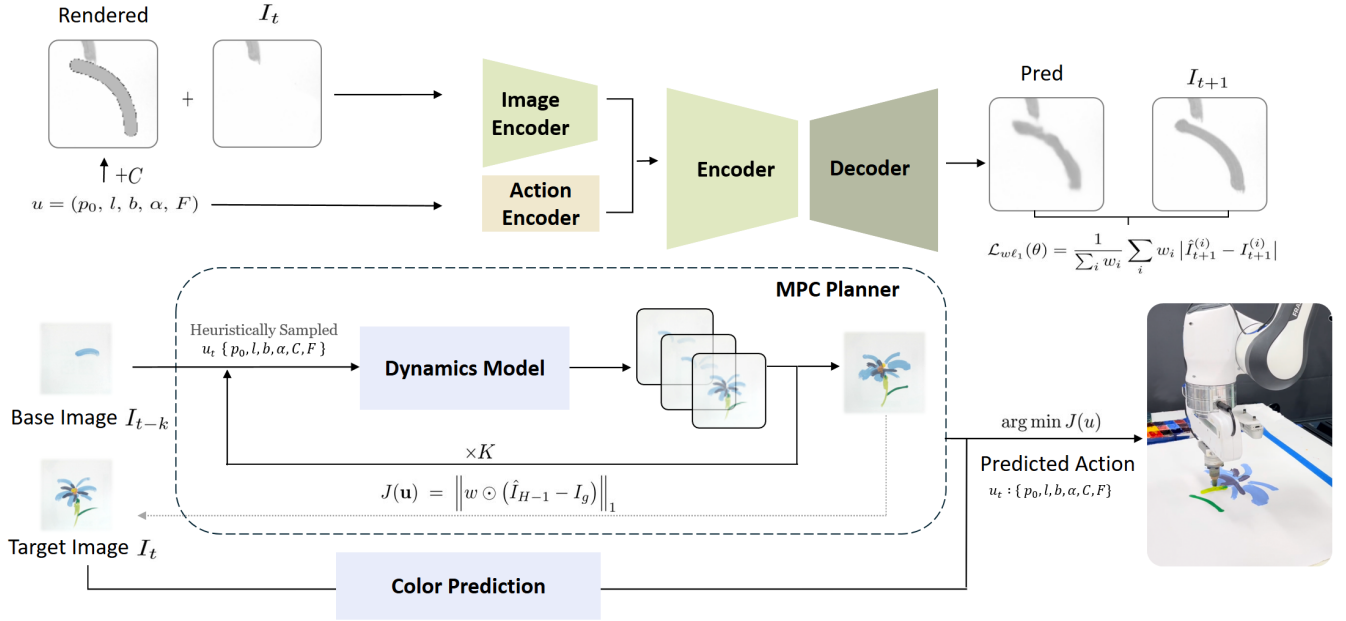 Rendered
I_t
+
+C
u = (p_0, l, b, α, F)
Image
Encoder
Action
Encoder
Encoder
Decoder
Pred
I_{t+1}
ℒ_{wℓ_1}(θ) = \frac{1}{∑_i w_i} ∑_i w_i |Î_{t+1}^{(i)} − I_{t+1}^{(i)}|
MPC Planner
Heuristically Sampled
u_t { p_0, l, b, α, C, F }
Dynamics Model
×K
J(𝐮) = ‖w ⊙ (Î_{H−1} − I_g)‖_1
Base Image I_{t−k}
Target Image I_t
Color Prediction
arg min J(u)
Predicted Action
u_t : { p_0, l, b, α, C, F }